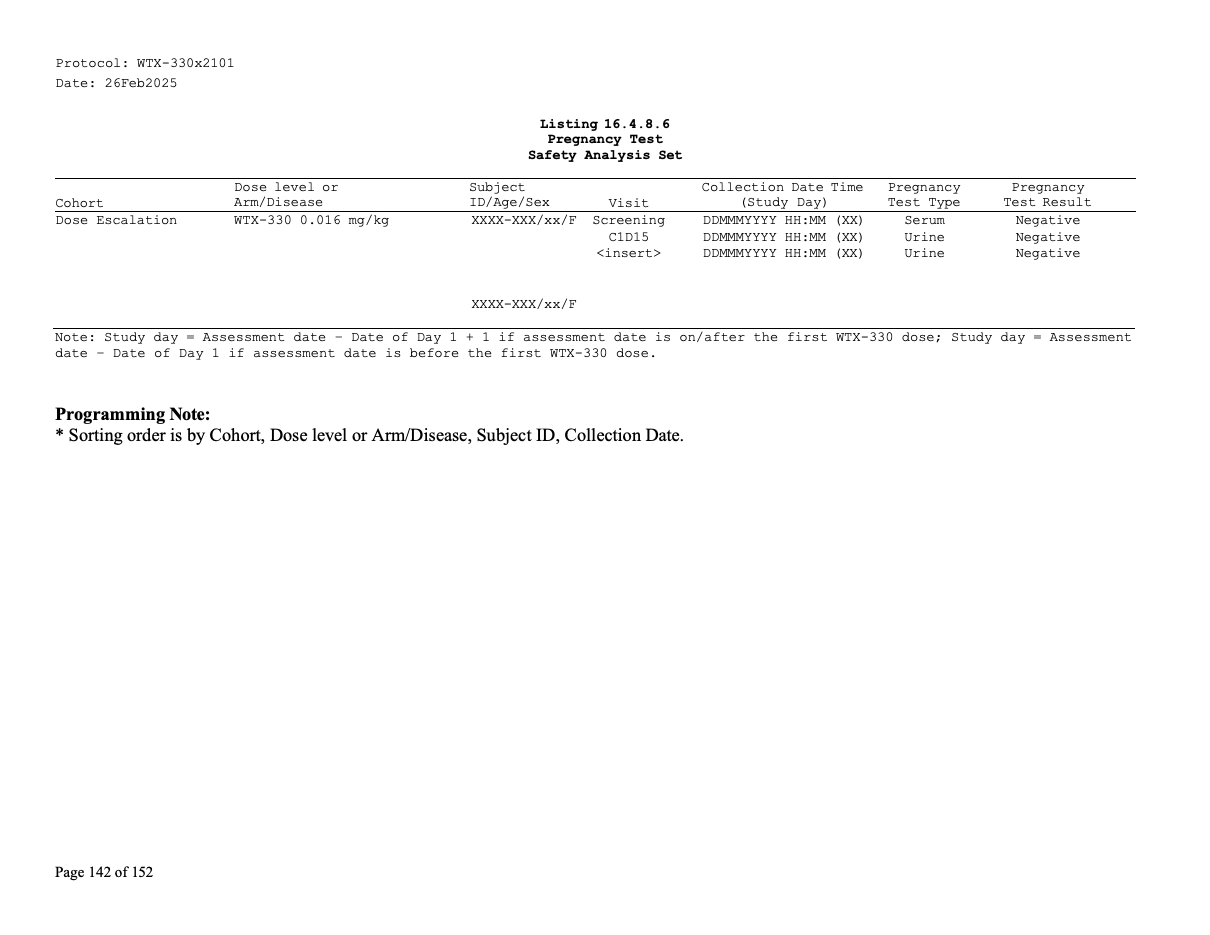 Protocol: WTX-330x2101
Date: 26Feb2025
Listing 16.4.8.6
Pregnancy Test
Safety Analysis Set
Dose level or Subject Collection Date Time Pregnancy Pregnancy
Cohort Arm/Disease ID/Age/Sex Visit (Study Day) Test Type Test Result
Dose Escalation WTX-330 0.016 mg/kg XXXX-XXX/xx/F Screening DDMMMYYYY HH:MM (XX) Serum Negative
C1D15 DDMMMYYYY HH:MM (XX) Urine Negative
<insert> DDMMMYYYY HH:MM (XX) Urine Negative
XXXX-XXX/xx/F
Note: Study day = Assessment date – Date of Day 1 + 1 if assessment date is on/after the first WTX-330 dose; Study day = Assessment
date – Date of Day 1 if assessment date is before the first WTX-330 dose.
Programming Note:
* Sorting order is by Cohort, Dose level or Arm/Disease, Subject ID, Collection Date.
Page 142 of 152